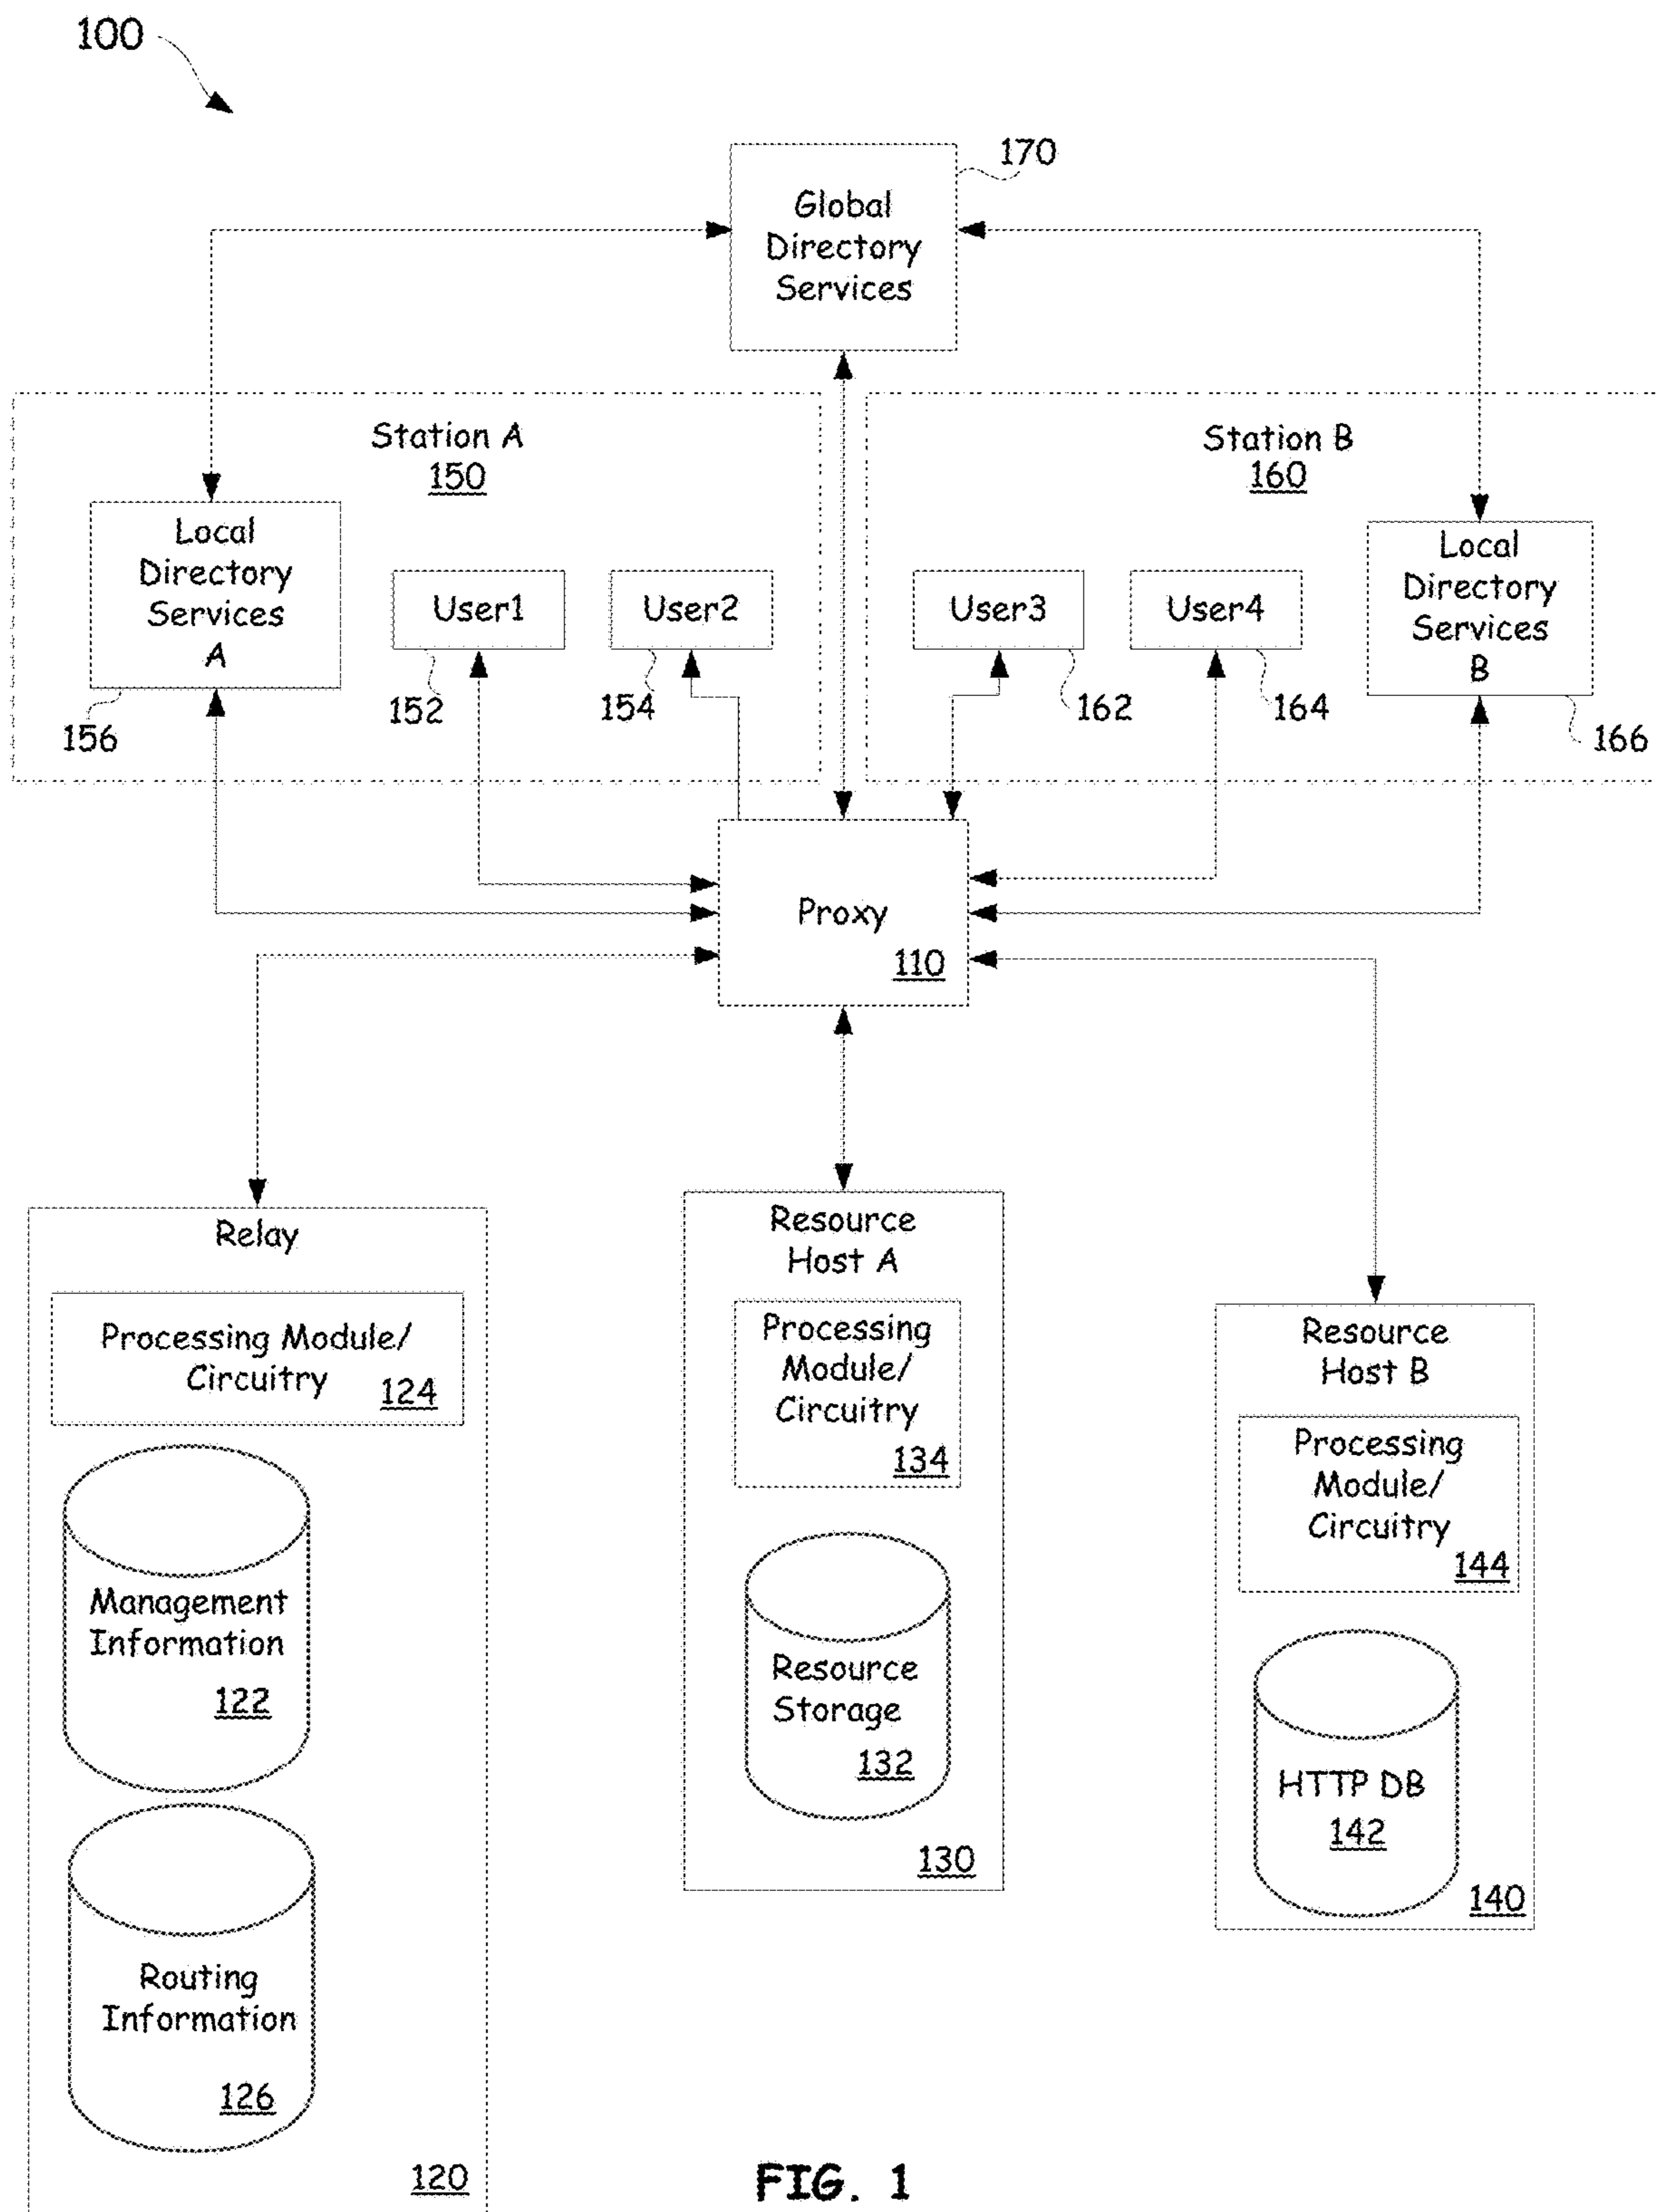 100
170
Global
Directory
Services
Station A
150
Station B
160
Local
Directory
Services
A
User1
User2
User3
User4
Local
Directory
Services
B
156
152
154
162
164
166
Proxy
110
Relay
Processing Module/
Circuitry
124
Management
Information
122
Routing
Information
126
120
Resource
Host A
Processing
Module/
Circuitry
134
Resource
Storage
132
130
Resource
Host B
Processing
Module/
Circuitry
144
HTTP DB
142
140
FIG. 1